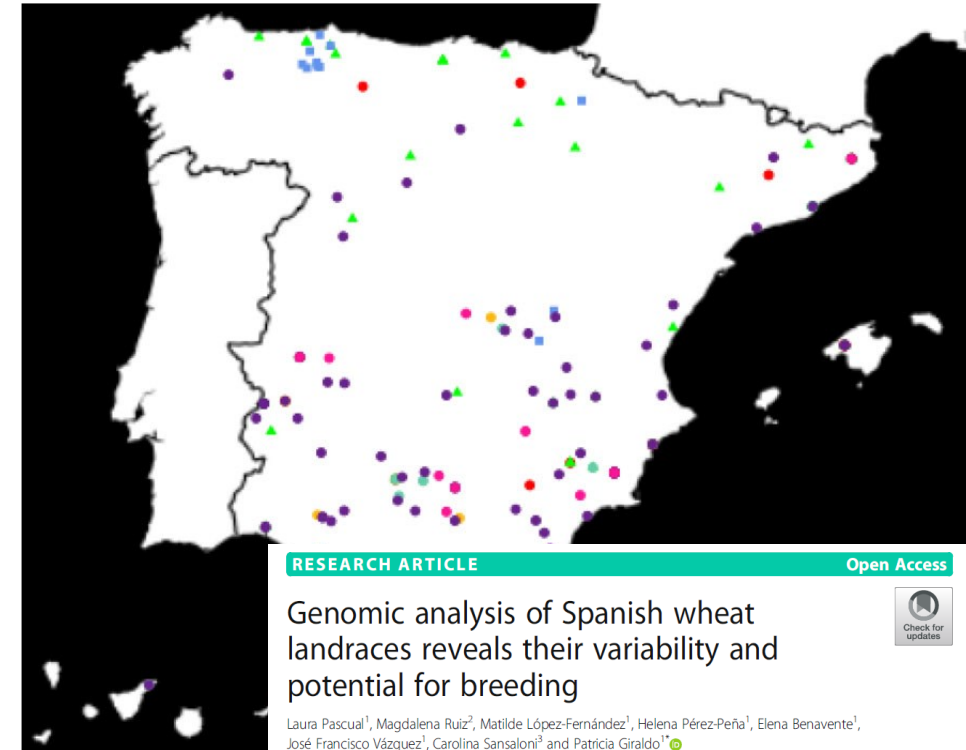 RESEARCH ARTICLE
Open Access
Genomic analysis of Spanish wheat
landraces reveals their variability and
potential for breeding
Check for
updates
Laura Pascual1, Magdalena Ruiz2, Matilde López-Fernández1, Helena Pérez-Peña1, Elena Benavente1,
José Francisco Vázquez1, Carolina Sansaloni3 and Patricia Giraldo1*